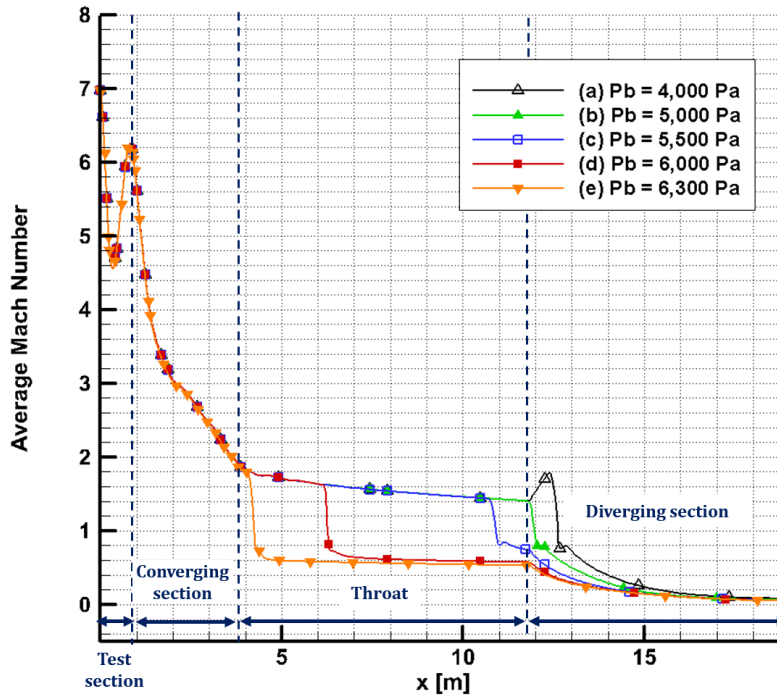 8
7
6
5
4
3
2
1
0
Average Mach Number
(a) Pb = 4,000 Pa
(b) Pb = 5,000 Pa
(c) Pb = 5,500 Pa
(d) Pb = 6,000 Pa
(e) Pb = 6,300 Pa
Diverging section
Converging
section
Throat
Test
section
5
10
15
x [m]